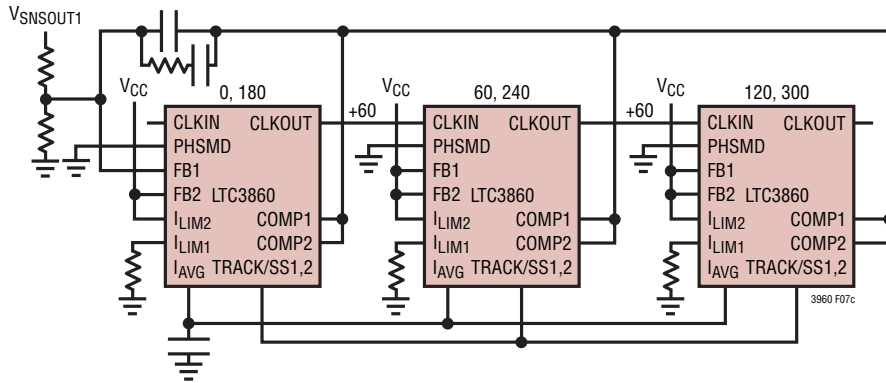 VSNSOUT1
VCC
0, 180
+60
VCC
60, 240
+60
VCC
120, 300
CLKIN CLKOUT
PHSMD
FB1
FB2 LTC3860
ILIM2 COMP1
ILIM1 COMP2
IAVG TRACK/SS1,2
CLKIN CLKOUT
PHSMD
FB1
FB2 LTC3860
ILIM2 COMP1
ILIM1 COMP2
IAVG TRACK/SS1,2
CLKIN CLKOUT
PHSMD
FB1
FB2 LTC3860
ILIM2 COMP1
ILIM1 COMP2
IAVG TRACK/SS1,2
3960 F07c